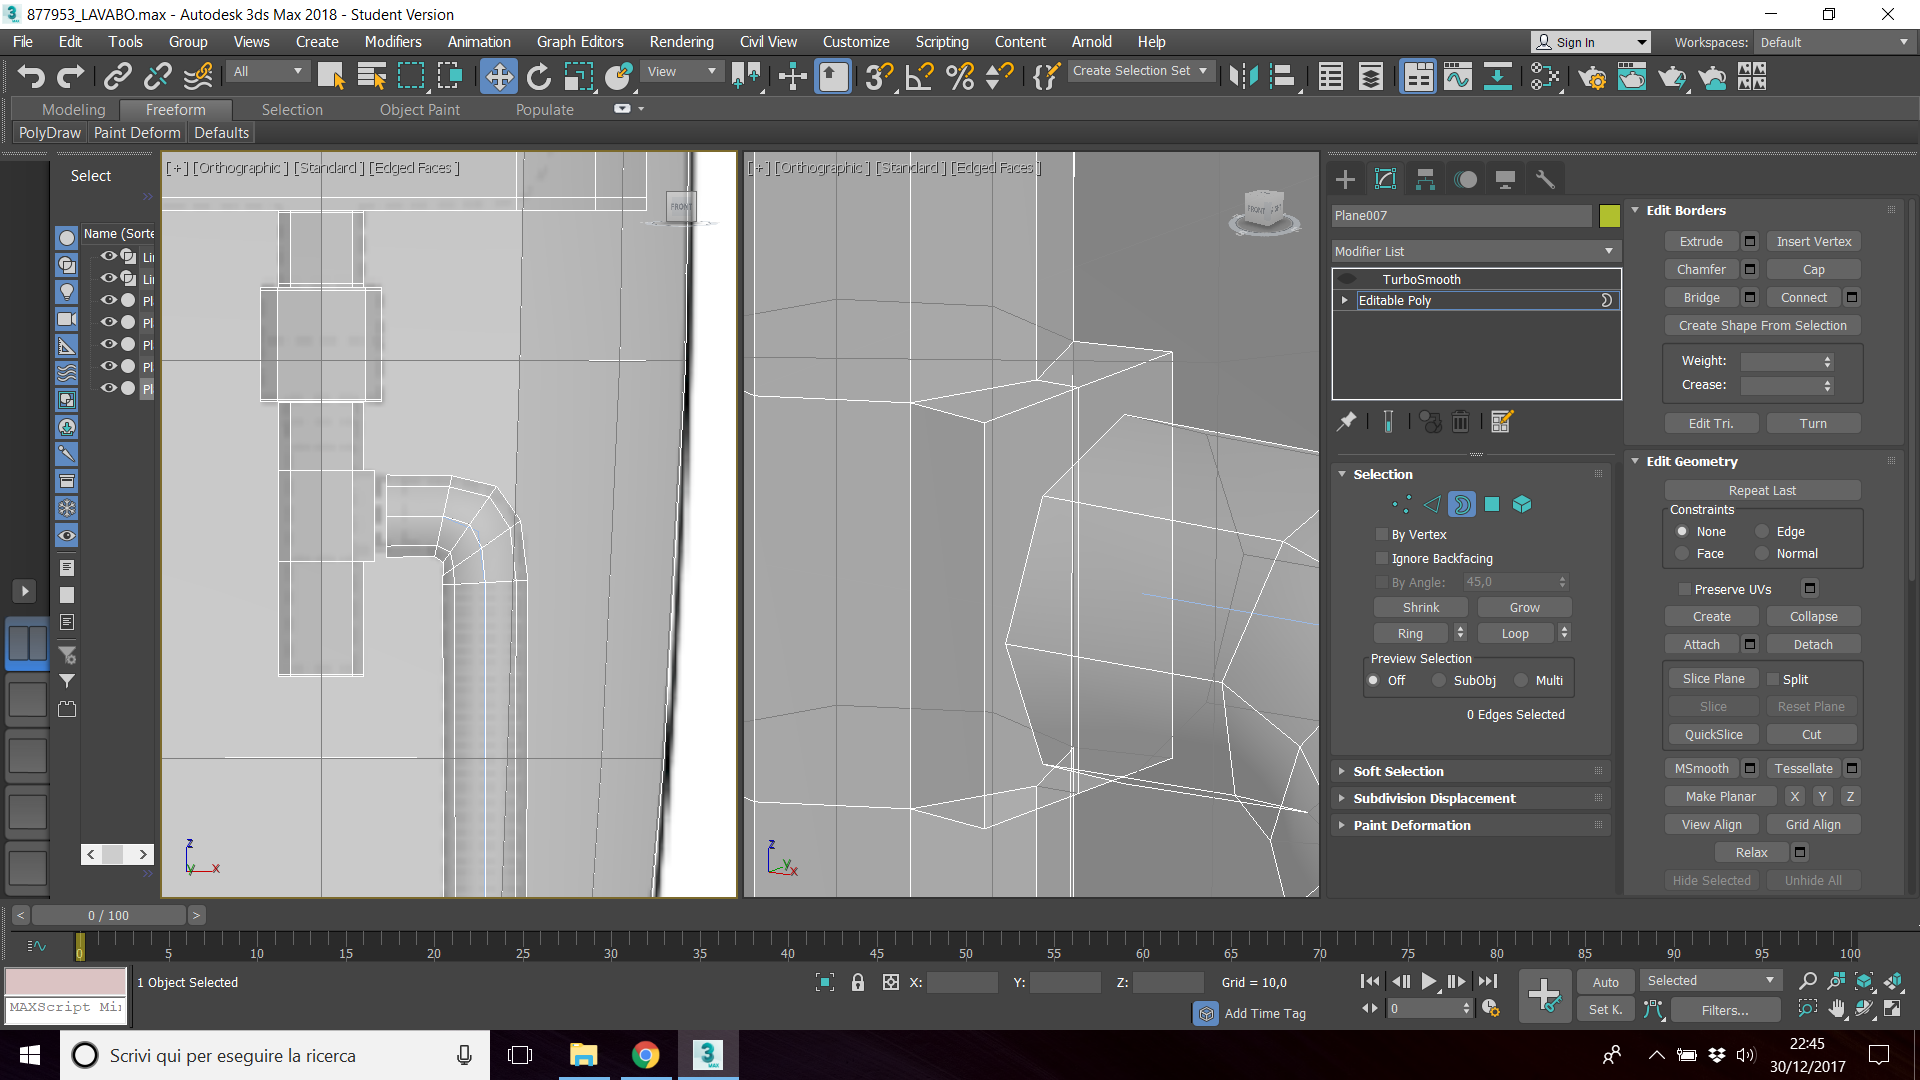 877953_LAVABO.max - Autodesk 3ds Max 2018 - Student Version
File Edit Tools Group Views Create Modifiers Animation Graph Editors Rendering Civil View Customize Scripting Content Arnold Help
Sign In
Workspaces: Default
All
View
Create Selection Set
Modeling Freeform Selection Object Paint Populate
PolyDraw Paint Deform Defaults
Select
Name (Sorte
Li
Li
Pl
Pl
Pl
Pl
Pl
[ + ] [Orthographic ] [Standard ] [Edged Faces ]
FRONT
[ + ] [Orthographic ] [Standard ] [Edged Faces ]
FRONT
z
y
x
z
y
x
Plane007
Modifier List
TurboSmooth
Editable Poly
Selection
By Vertex
Ignore Backfacing
By Angle: 45,0
Shrink Grow
Ring Loop
Preview Selection
Off SubObj Multi
0 Edges Selected
Soft Selection
Subdivision Displacement
Paint Deformation
Edit Borders
Extrude Insert Vertex
Chamfer Cap
Bridge Connect
Create Shape From Selection
Weight:
Crease:
Edit Tri. Turn
Edit Geometry
Repeat Last
Constraints
None Edge
Face Normal
Preserve UVs
Create Collapse
Attach Detach
Slice Plane Split
Slice Reset Plane
QuickSlice Cut
MSmooth Tessellate
Make Planar X Y Z
View Align Grid Align
Relax
Hide Selected Unhide All
< 0 / 100 >
0 5 10 15 20 25 30 35 40 45 50 55 60 65 70 75 80 85 90 95 100
1 Object Selected
X: Y: Z: Grid = 10,0
Auto Selected
MAXScript Mi
Add Time Tag
0
Set K. Filters...
Scrivi qui per eseguire la ricerca
3
MAX
22:45
30/12/2017